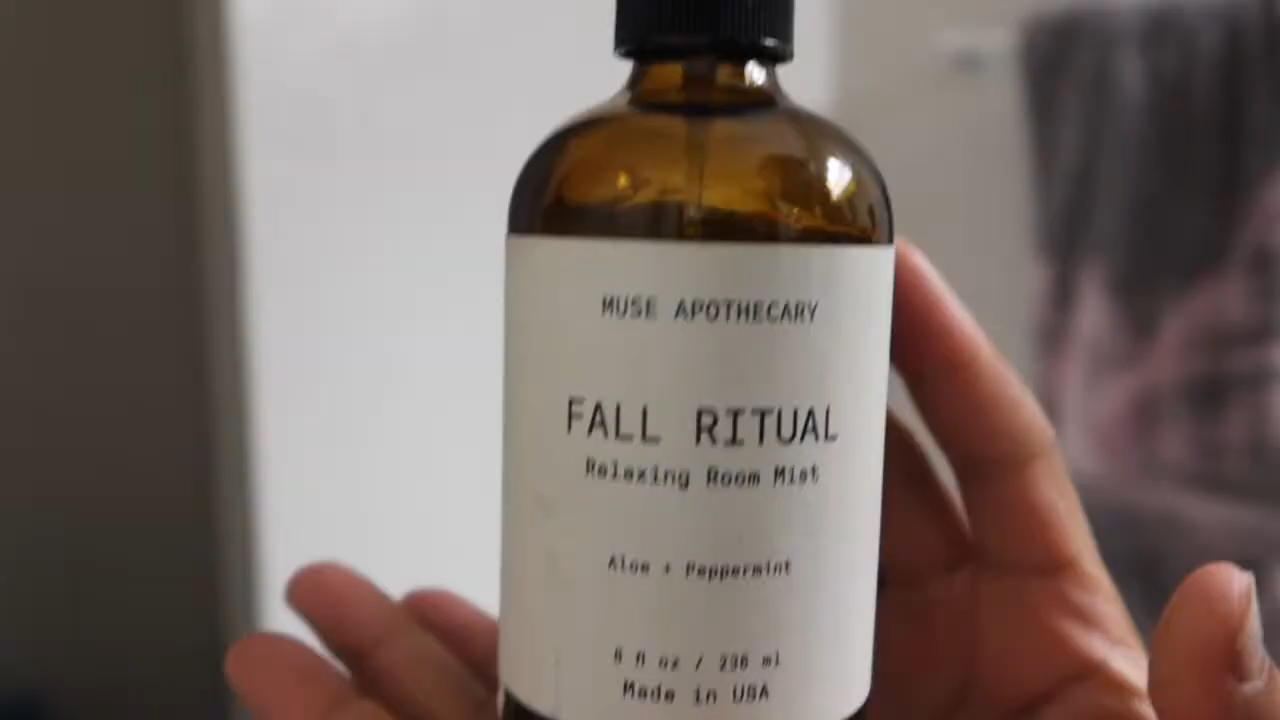 MUSE APOTHECARY
FALL RITUAL
Relaxing Room Mist
Aloe + Peppermint
8 fl oz / 236 ml
Made in USA